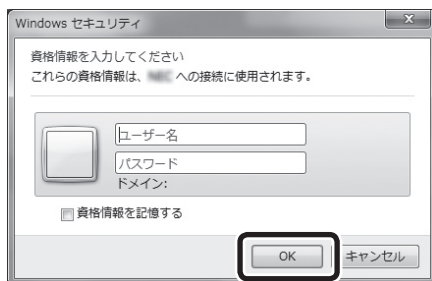 Windows セキュリティ
資格情報を入力してください
これらの資格情報は、 への接続に使用されます。
ユーザー名
パスワード
ドメイン:
資格情報を記憶する
OK キャンセル